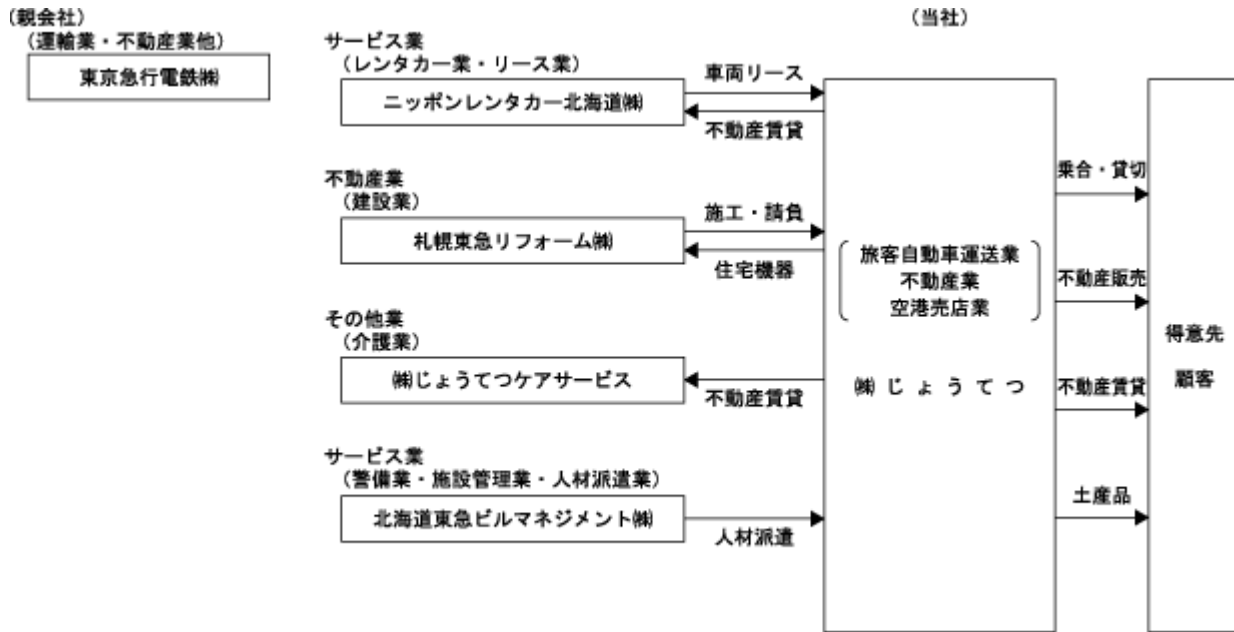 (親会社)
(運輸業・不動産業他)
東京急行電鉄㈱
サービス業
(レンタカー業・リース業)
ニッポンレンタカー北海道㈱
車両リース
不動産賃貸
不動産業
(建設業)
札幌東急リフォーム㈱
施工・請負
住宅機器
その他業
(介護業)
㈱じょうてつケアサービス
不動産賃貸
サービス業
(警備業・施設管理業・人材派遣業)
北海道東急ビルマネジメント㈱
人材派遣
(当社)
旅客自動車運送業
不動産業
空港売店業
㈱じょうてつ
乗合・貸切
不動産販売
不動産賃貸
土産品
得意先
顧客